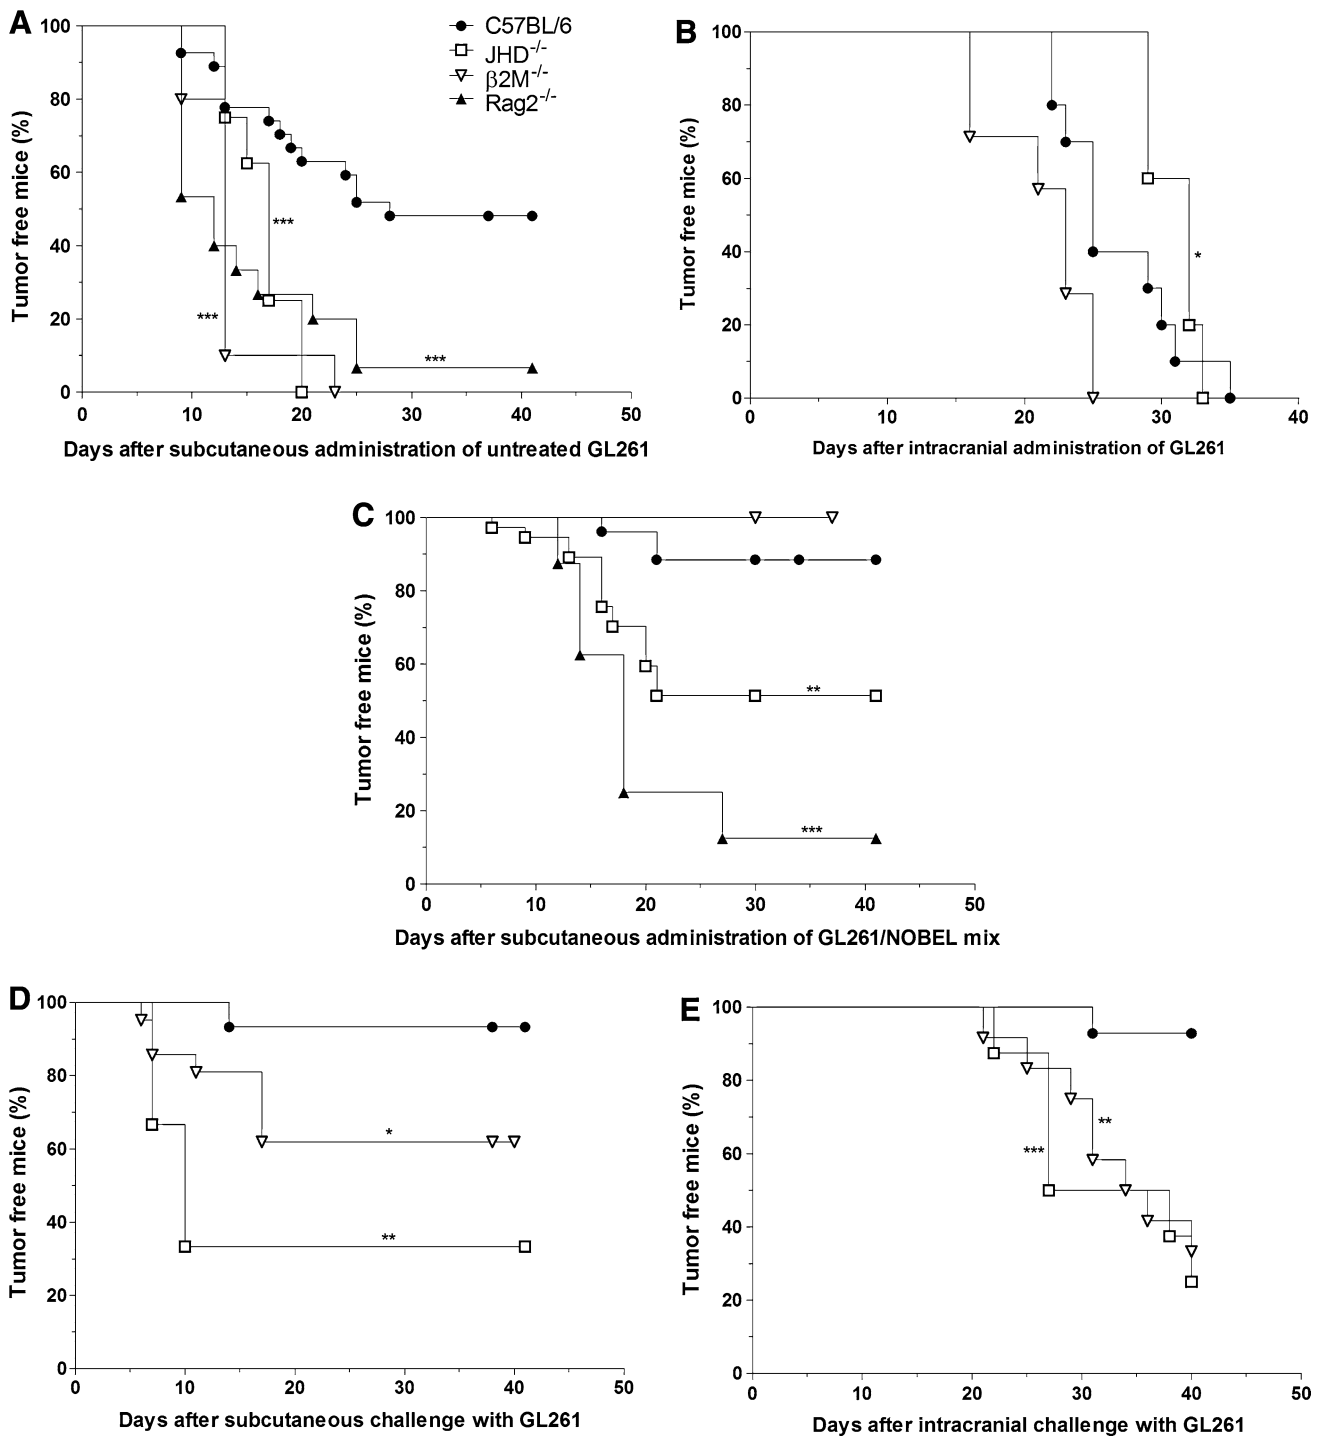 A
100
80
60
40
20
0
0 10 20 30 40 50
Tumor free mice (%)
Days after subcutaneous administration of untreated GL261
C57BL/6
JHD-/-
β2M-/-
Rag2-/-
***
***
***
B
100
80
60
40
20
0
0 10 20 30 40
Tumor free mice (%)
Days after intracranial administration of GL261
*
C
100
80
60
40
20
0
0 10 20 30 40 50
Tumor free mice (%)
Days after subcutaneous administration of GL261/NOBEL mix
**
***
D
100
80
60
40
20
0
0 10 20 30 40 50
Tumor free mice (%)
Days after subcutaneous challenge with GL261
*
**
E
100
80
60
40
20
0
0 10 20 30 40 50
Tumor free mice (%)
Days after intracranial challenge with GL261
**
***